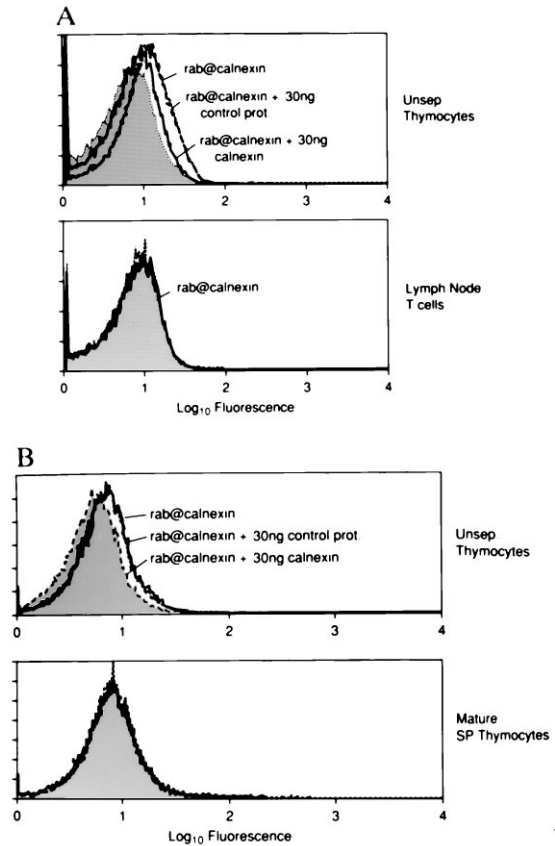 A
rab@calnexin
rab@calnexin + 30ng
control prot
rab@calnexin + 30ng
calnexin
Unsep
Thymocytes
0 1 2 3 4
rab@calnexin
Lymph Node
T cells
0 1 2 3 4
Log10 Fluorescence
B
rab@calnexin
rab@calnexin + 30ng control prot.
rab@calnexin + 30ng calnexin
Unsep
Thymocytes
0 1 2 3 4
Mature
SP Thymocytes
0 1 2 3 4
Log10 Fluorescence